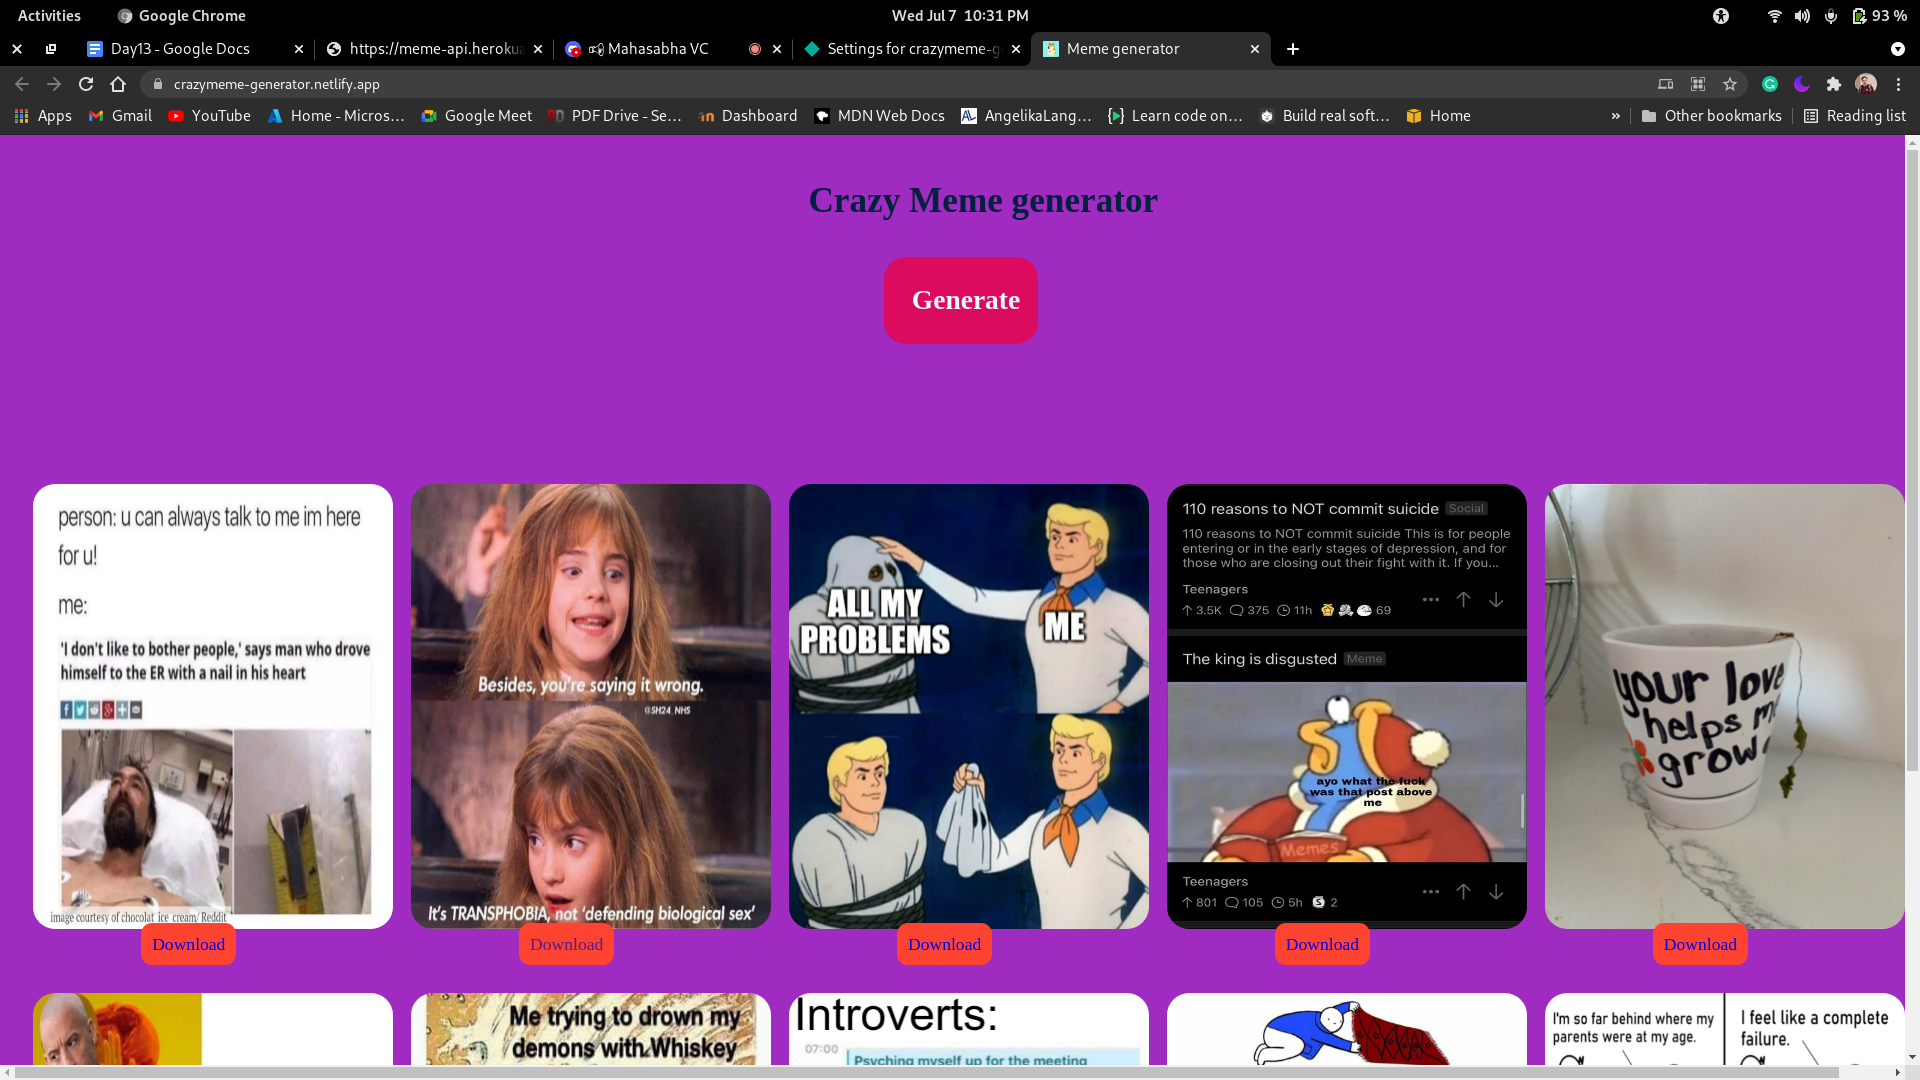 Activities
Google Chrome
Wed Jul 7 10:31 PM
93 %
Day13 - Google Docs
https://meme-api.heroku
Mahasabha VC
Settings for crazymeme-g
Meme generator
crazymeme-generator.netlify.app
Apps
Gmail
YouTube
Home - Micros…
Google Meet
PDF Drive - Se…
Dashboard
MDN Web Docs
AngelikaLang…
Learn code on…
Build real soft…
Home
»
Other bookmarks
Reading list
Crazy Meme generator
Generate
person: u can always talk to me im here
for u!
me:
'I don't like to bother people,' says man who drove
himself to the ER with a nail in his heart
image courtesy of chocolat_ice_cream/ Reddit
Download
Besides, you're saying it wrong.
@SH24_NHS
It's TRANSPHOBIA, not 'defending biological sex'
Download
ALL MY
PROBLEMS
ME
Download
110 reasons to NOT commit suicide Social
110 reasons to NOT commit suicide This is for people
entering or in the early stages of depression, and for
those who are closing out their fight with it. If you...
Teenagers
3.5K 375 11h 69
The king is disgusted Meme
ayo what the fuck
was that post above
me
Memes
Teenagers
801 105 5h 2
Download
your love
helps me
grow
Download
Me trying to drown my
demons with Whiskey
Introverts:
07:00
Psyching myself up for the meeting
I'm so far behind where my
parents were at my age.
I feel like a complete
failure.